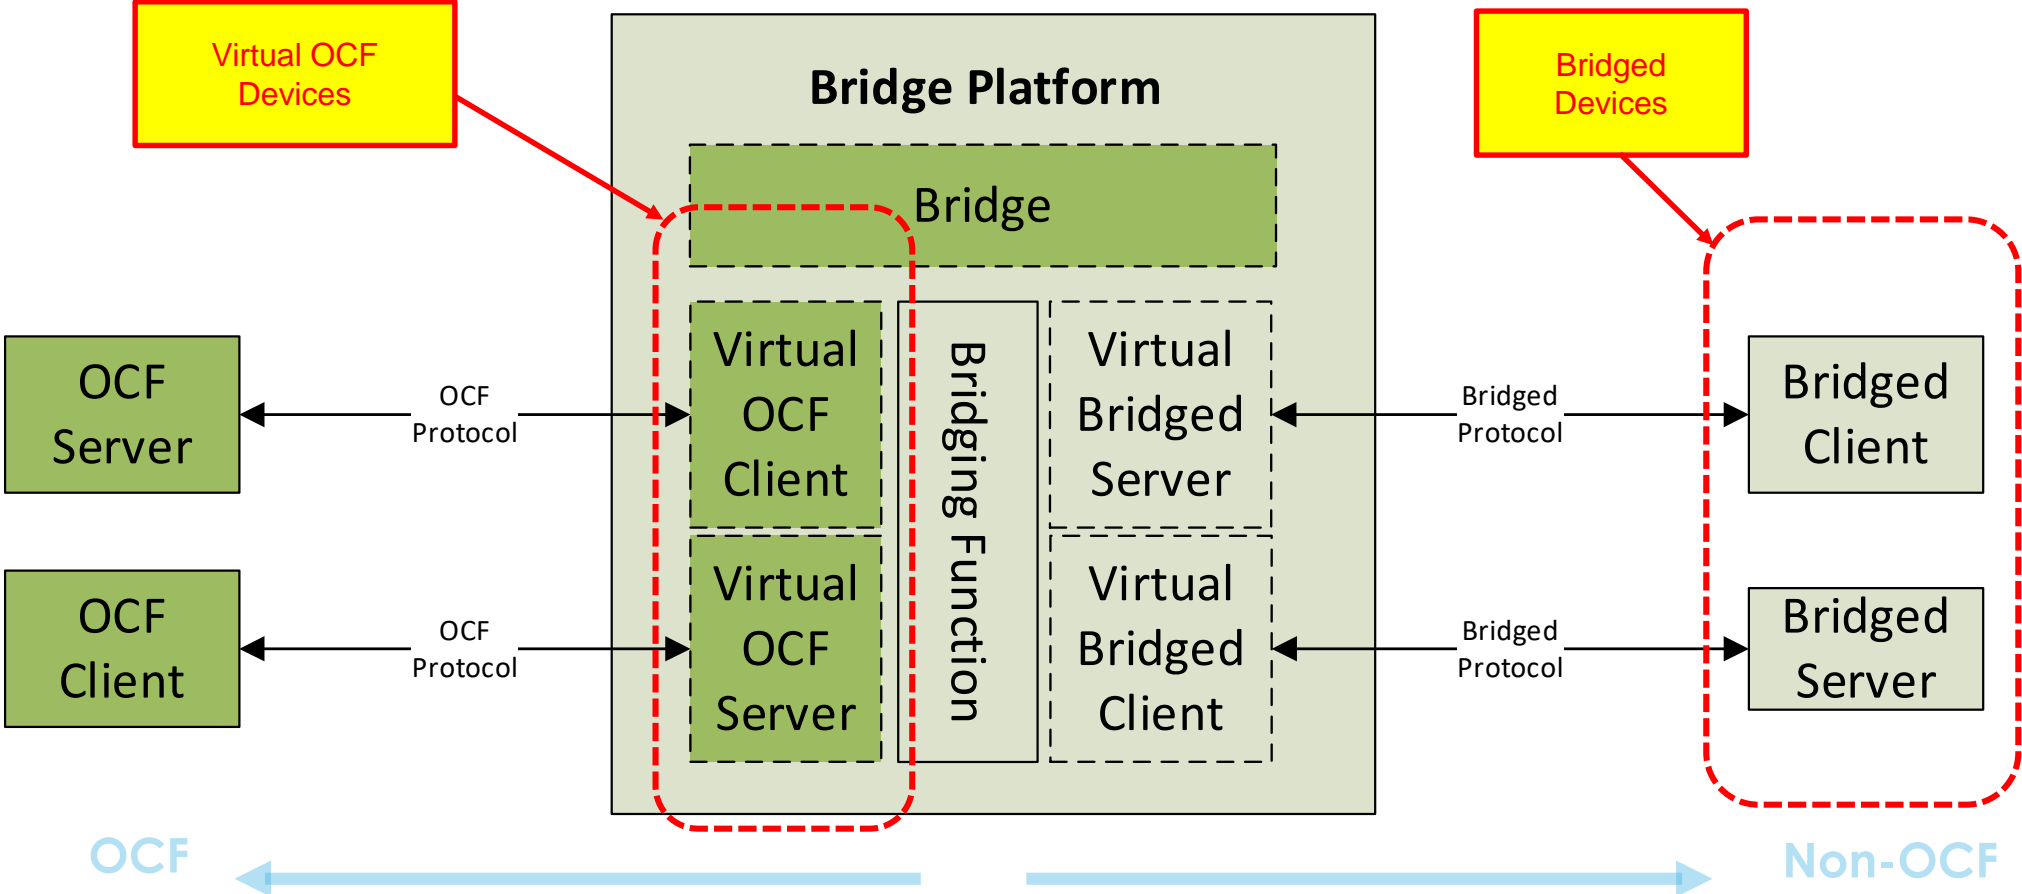 Virtual OCF
Devices
Bridge Platform
Bridged
Devices
Bridge
OCF
Server
OCF
Protocol
Virtual
OCF
Client
Bridging Function
Virtual
Bridged
Server
Bridged
Protocol
Bridged
Client
OCF
Client
OCF
Protocol
Virtual
OCF
Server
Virtual
Bridged
Client
Bridged
Protocol
Bridged
Server
OCF
Non-OCF